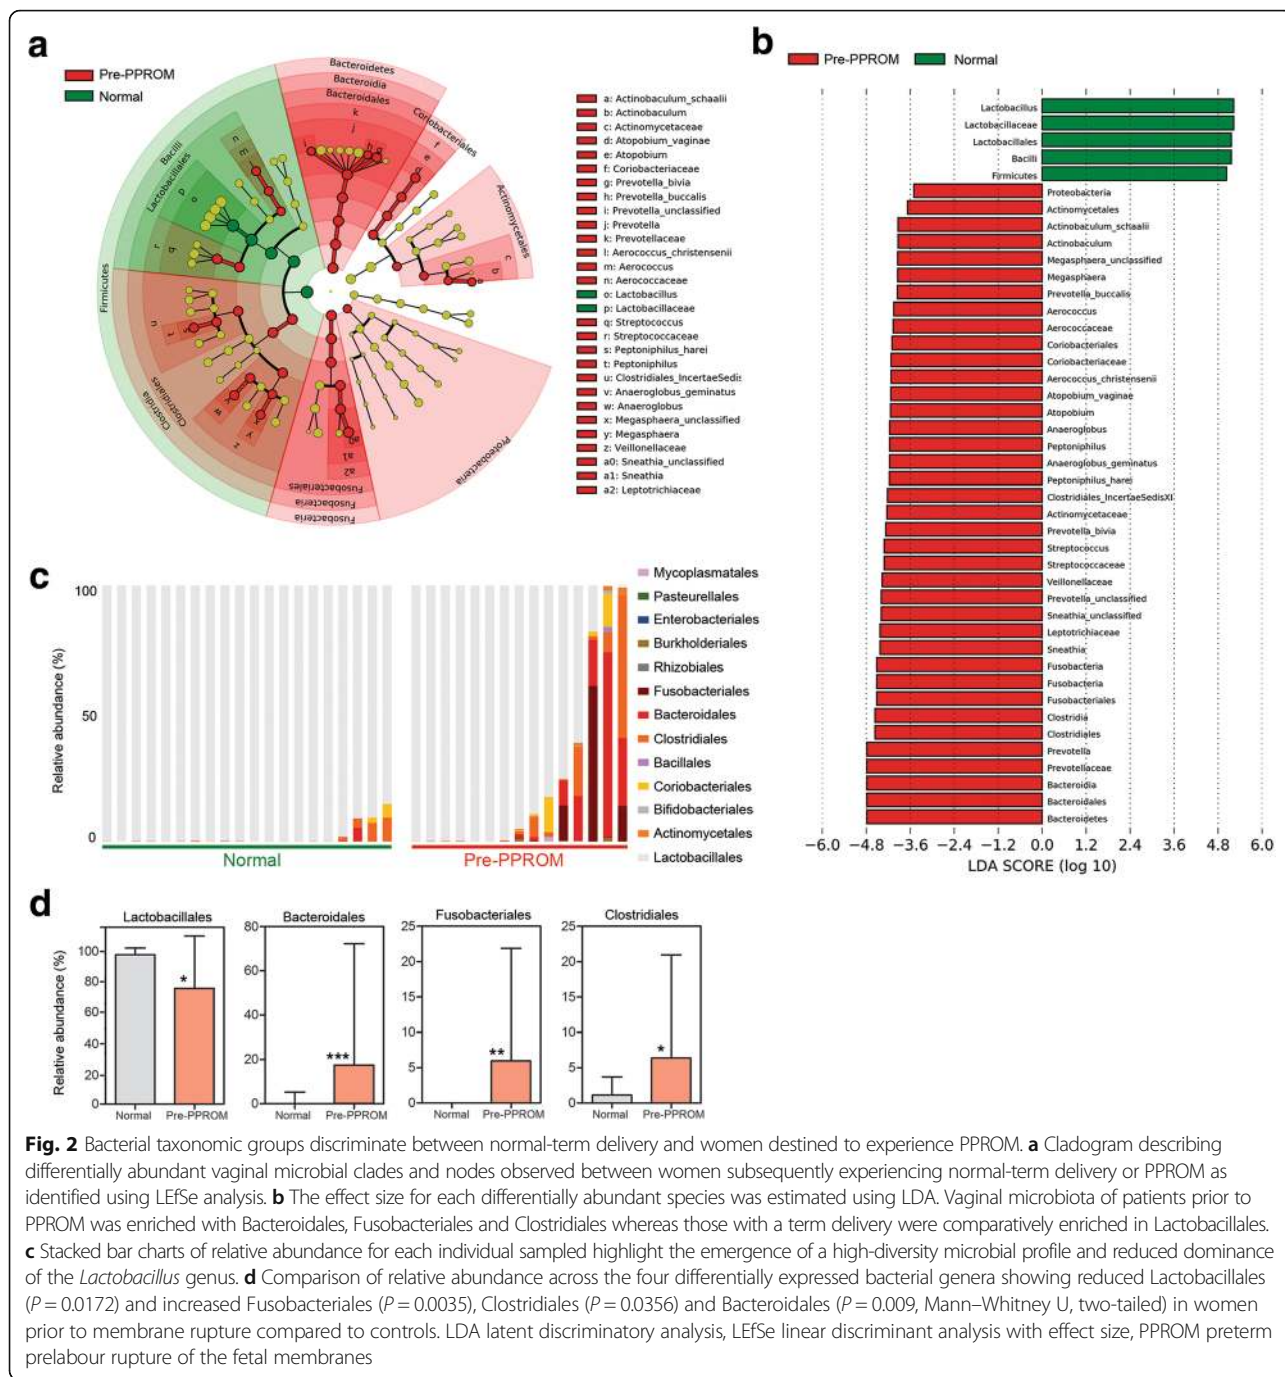 a
Pre-PPROM
Normal
Bacteroidetes
Bacteroidia
Bacteroidales
k
j
i
h
g
Coriobacteriales
f
e
Actinomycetales
c
b
a
Bacilli
Lactobacillales
n
m
p
o
r
q
Firmicutes
u
t
s
Clostridiales
Clostridia
w
v
x
y
z
a0
a1
a2
Fusobacteriales
Fusobacteria
Fusobacteria
Proteobacteria
a: Actinobaculum_schaalii
b: Actinobaculum
c: Actinomycetaceae
d: Atopobium_vaginae
e: Atopobium
f: Coriobacteriaceae
g: Prevotella_bivia
h: Prevotella_buccalis
i: Prevotella_unclassified
j: Prevotella
k: Prevotellaceae
l: Aerococcus_christensenii
m: Aerococcus
n: Aerococcaceae
o: Lactobacillus
p: Lactobacillaceae
q: Streptococcus
r: Streptococcaceae
s: Peptoniphilus_harei
t: Peptoniphilus
u: Clostridiales_IncertaeSedis
v: Anaeroglobus_geminatus
w: Anaeroglobus
x: Megasphaera_unclassified
y: Megasphaera
z: Veillonellaceae
a0: Sneathia_unclassified
a1: Sneathia
a2: Leptotrichiaceae
b
Pre-PPROM
Normal
Lactobacillus
Lactobacillaceae
Lactobacillales
Bacilli
Firmicutes
Proteobacteria
Actinomycetales
Actinobaculum_schaalii
Actinobaculum
Megasphaera_unclassified
Megasphaera
Prevotella_buccalis
Aerococcus
Aerococcaceae
Coriobacteriales
Coriobacteriaceae
Aerococcus_christensenii
Atopobium_vaginae
Atopobium
Anaeroglobus
Peptoniphilus
Anaeroglobus_geminatus
Peptoniphilus_harei
Clostridiales_IncertaeSedisXI
Actinomycetaceae
Prevotella_bivia
Streptococcus
Streptococcaceae
Veillonellaceae
Prevotella_unclassified
Sneathia_unclassified
Leptotrichiaceae
Sneathia
Fusobacteria
Fusobacteria
Fusobacteriales
Clostridia
Clostridiales
Prevotella
Prevotellaceae
Bacteroidia
Bacteroidales
Bacteroidetes
−6.0 −4.8 −3.6 −2.4 −1.2 0.0 1.2 2.4 3.6 4.8 6.0
LDA SCORE (log 10)
c
Relative abundance (%)
100
50
0
Normal
Pre-PPROM
Mycoplasmatales
Pasteurellales
Enterobacteriales
Burkholderiales
Rhizobiales
Fusobacteriales
Bacteroidales
Clostridiales
Bacillales
Coriobacteriales
Bifidobacteriales
Actinomycetales
Lactobacillales
d
Relative abundance (%)
Lactobacillales
100
80
60
40
20
0
*
Normal Pre-PPROM
Bacteroidales
80
60
40
20
0
***
Normal Pre-PPROM
Fusobacteriales
25
20
15
10
5
0
**
Normal Pre-PPROM
Clostridiales
25
20
15
10
5
0
*
Normal Pre-PPROM
Fig. 2 Bacterial taxonomic groups discriminate between normal-term delivery and women destined to experience PPROM. a Cladogram describing
differentially abundant vaginal microbial clades and nodes observed between women subsequently experiencing normal-term delivery or PPROM as
identified using LEfSe analysis. b The effect size for each differentially abundant species was estimated using LDA. Vaginal microbiota of patients prior to
PPROM was enriched with Bacteroidales, Fusobacteriales and Clostridiales whereas those with a term delivery were comparatively enriched in Lactobacillales.
c Stacked bar charts of relative abundance for each individual sampled highlight the emergence of a high-diversity microbial profile and reduced dominance
of the Lactobacillus genus. d Comparison of relative abundance across the four differentially expressed bacterial genera showing reduced Lactobacillales
(P = 0.0172) and increased Fusobacteriales (P = 0.0035), Clostridiales (P = 0.0356) and Bacteroidales (P = 0.009, Mann–Whitney U, two-tailed) in women
prior to membrane rupture compared to controls. LDA latent discriminatory analysis, LEfSe linear discriminant analysis with effect size, PPROM preterm
prelabour rupture of the fetal membranes